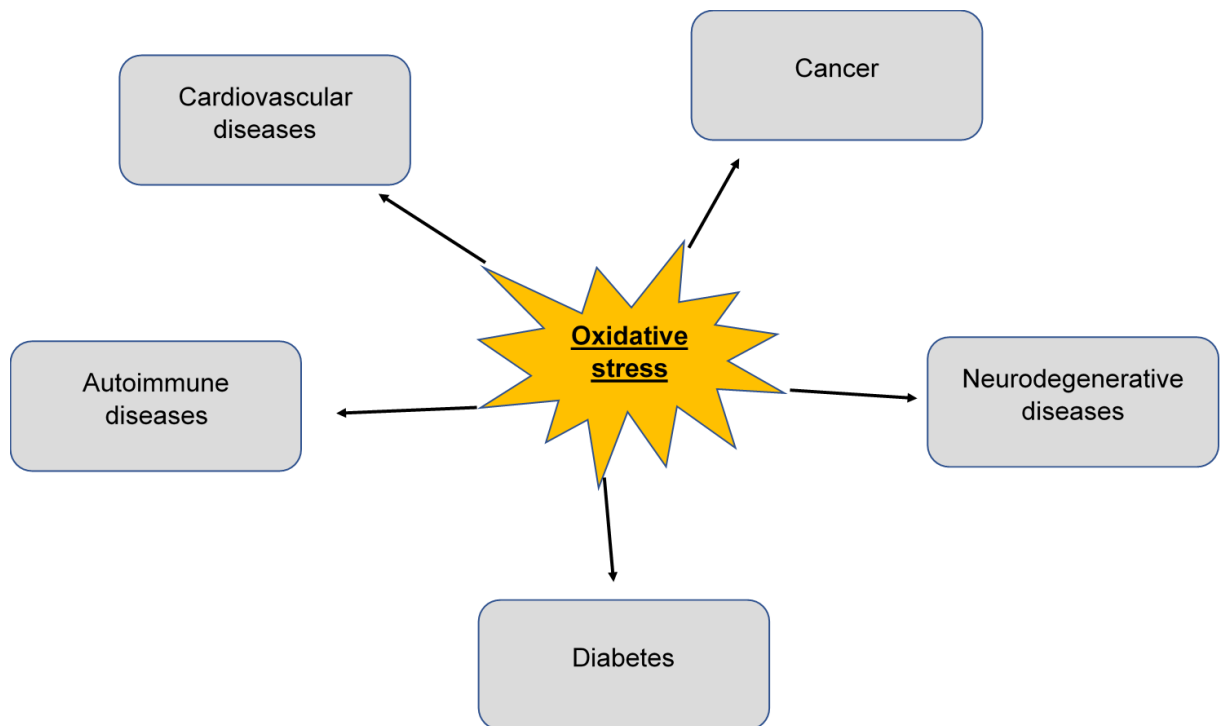 Cancer
Cardiovascular
diseases
Oxidative
stress
Autoimmune
diseases
Neurodegenerative
diseases
Diabetes